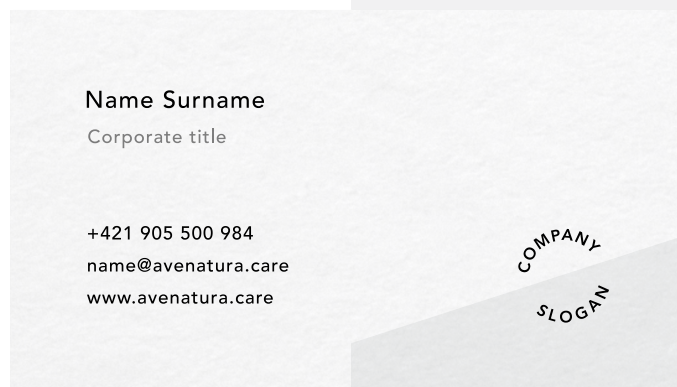 Name Surname
Corporate title
+421 905 500 984
name@avenatura.care
www.avenatura.care
COMPANY
SLOGAN